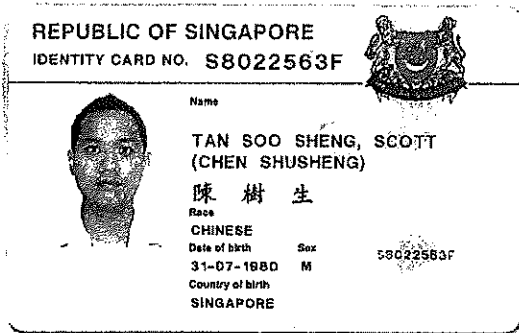 REPUBLIC OF SINGAPORE
IDENTITY CARD NO. S8022563F
Name
TAN SOO SHENG, SCOTT
(CHEN SHUSHENG)
陳 樹 生
Race
CHINESE
Date of birth Sex
31-07-1980 M
S8022563F
Country of birth
SINGAPORE